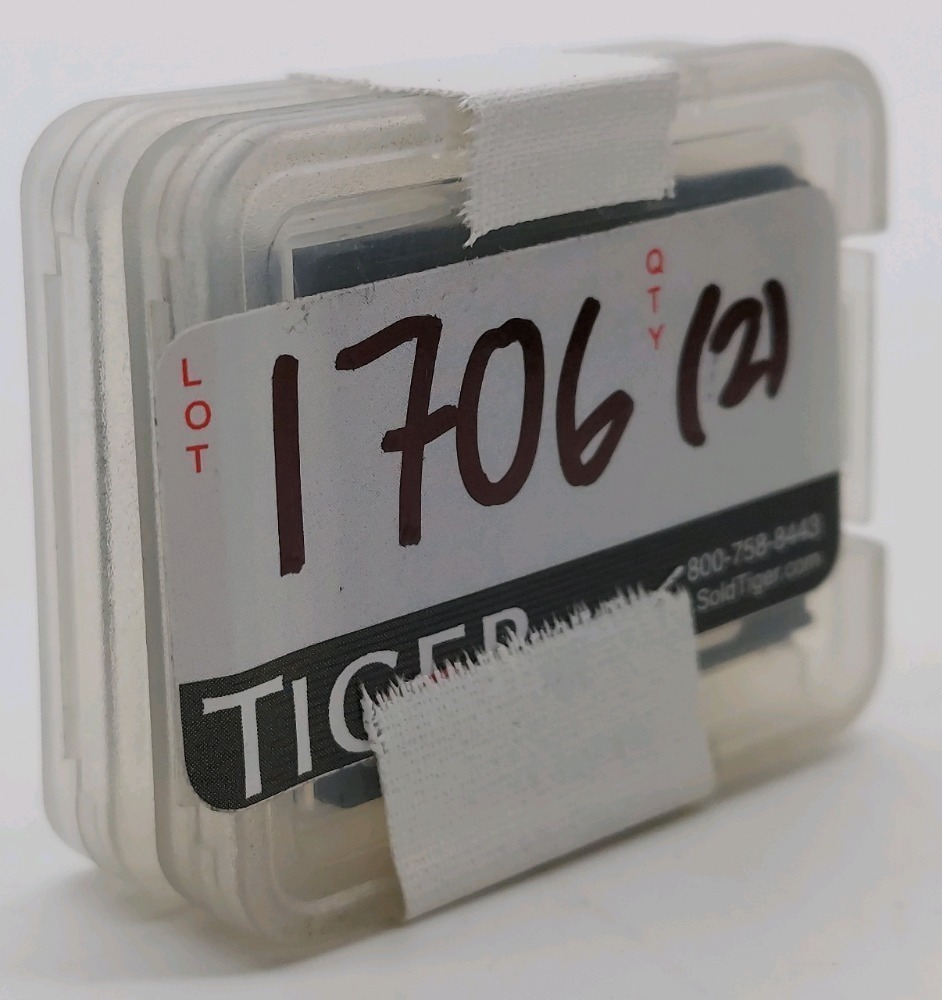 LOT 1706 QTY (2)
800-758-8443
SoldTiger.com
TIGER